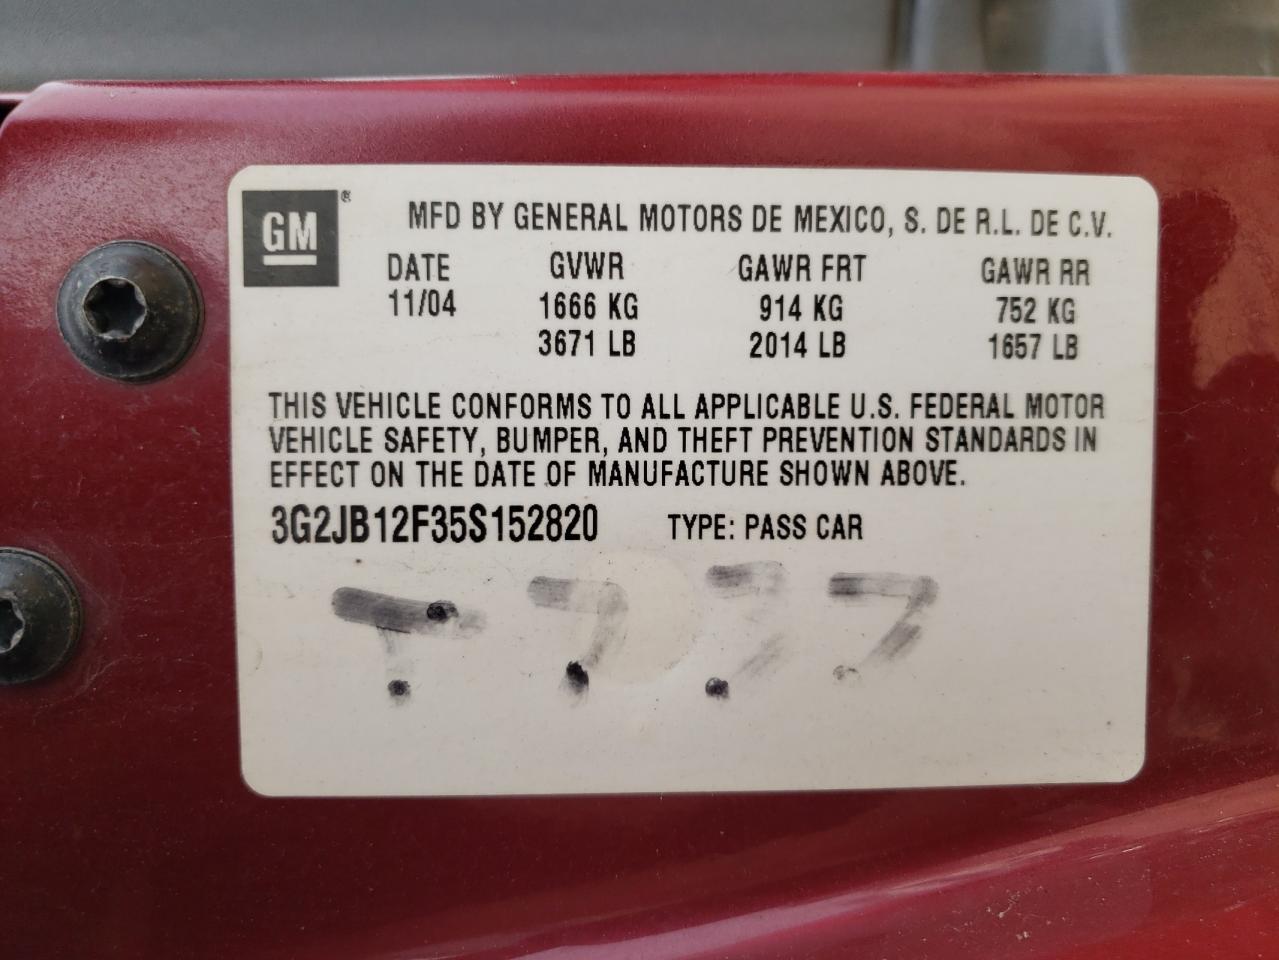 GM®
MFD BY GENERAL MOTORS DE MEXICO, S. DE R.L. DE C.V.
DATE GVWR GAWR FRT GAWR RR
11/04 1666 KG 914 KG 752 KG
3671 LB 2014 LB 1657 LB
THIS VEHICLE CONFORMS TO ALL APPLICABLE U.S. FEDERAL MOTOR
VEHICLE SAFETY, BUMPER, AND THEFT PREVENTION STANDARDS IN
EFFECT ON THE DATE OF MANUFACTURE SHOWN ABOVE.
3G2JB12F35S152820 TYPE: PASS CAR